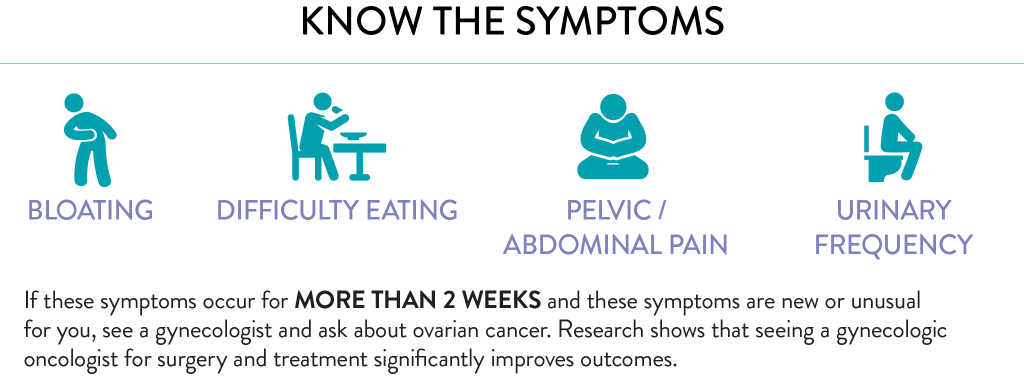 KNOW THE SYMPTOMS
BLOATING
DIFFICULTY EATING
PELVIC /
ABDOMINAL PAIN
URINARY
FREQUENCY
If these symptoms occur for MORE THAN 2 WEEKS and these symptoms are new or unusual
for you, see a gynecologist and ask about ovarian cancer. Research shows that seeing a gynecologic
oncologist for surgery and treatment significantly improves outcomes.